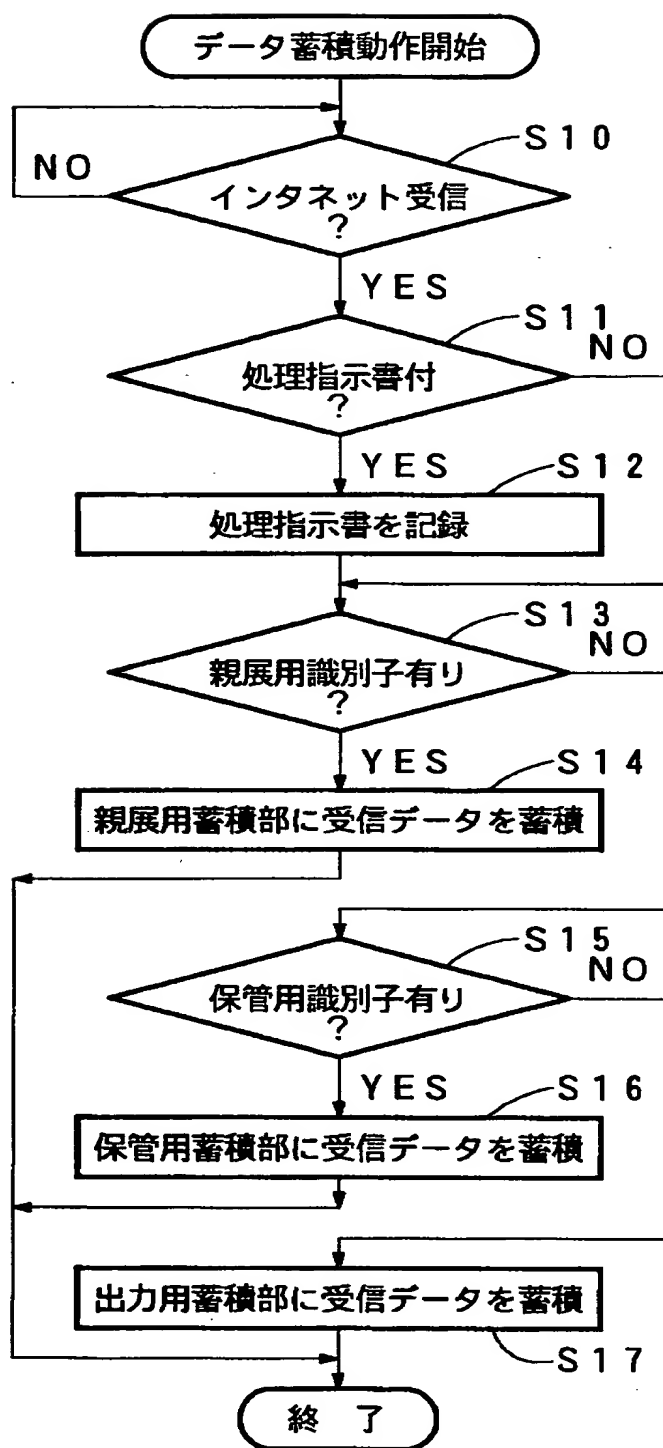 データ蓄積動作開始
S10
NO
インタネット受信
?
YES
S11
NO
処理指示書付
?
YES
S12
処理指示書を記録
S13
NO
親展用識別子有り
?
YES
S14
親展用蓄積部に受信データを蓄積
S15
NO
保管用識別子有り
?
YES
S16
保管用蓄積部に受信データを蓄積
出力用蓄積部に受信データを蓄積
S17
終 了